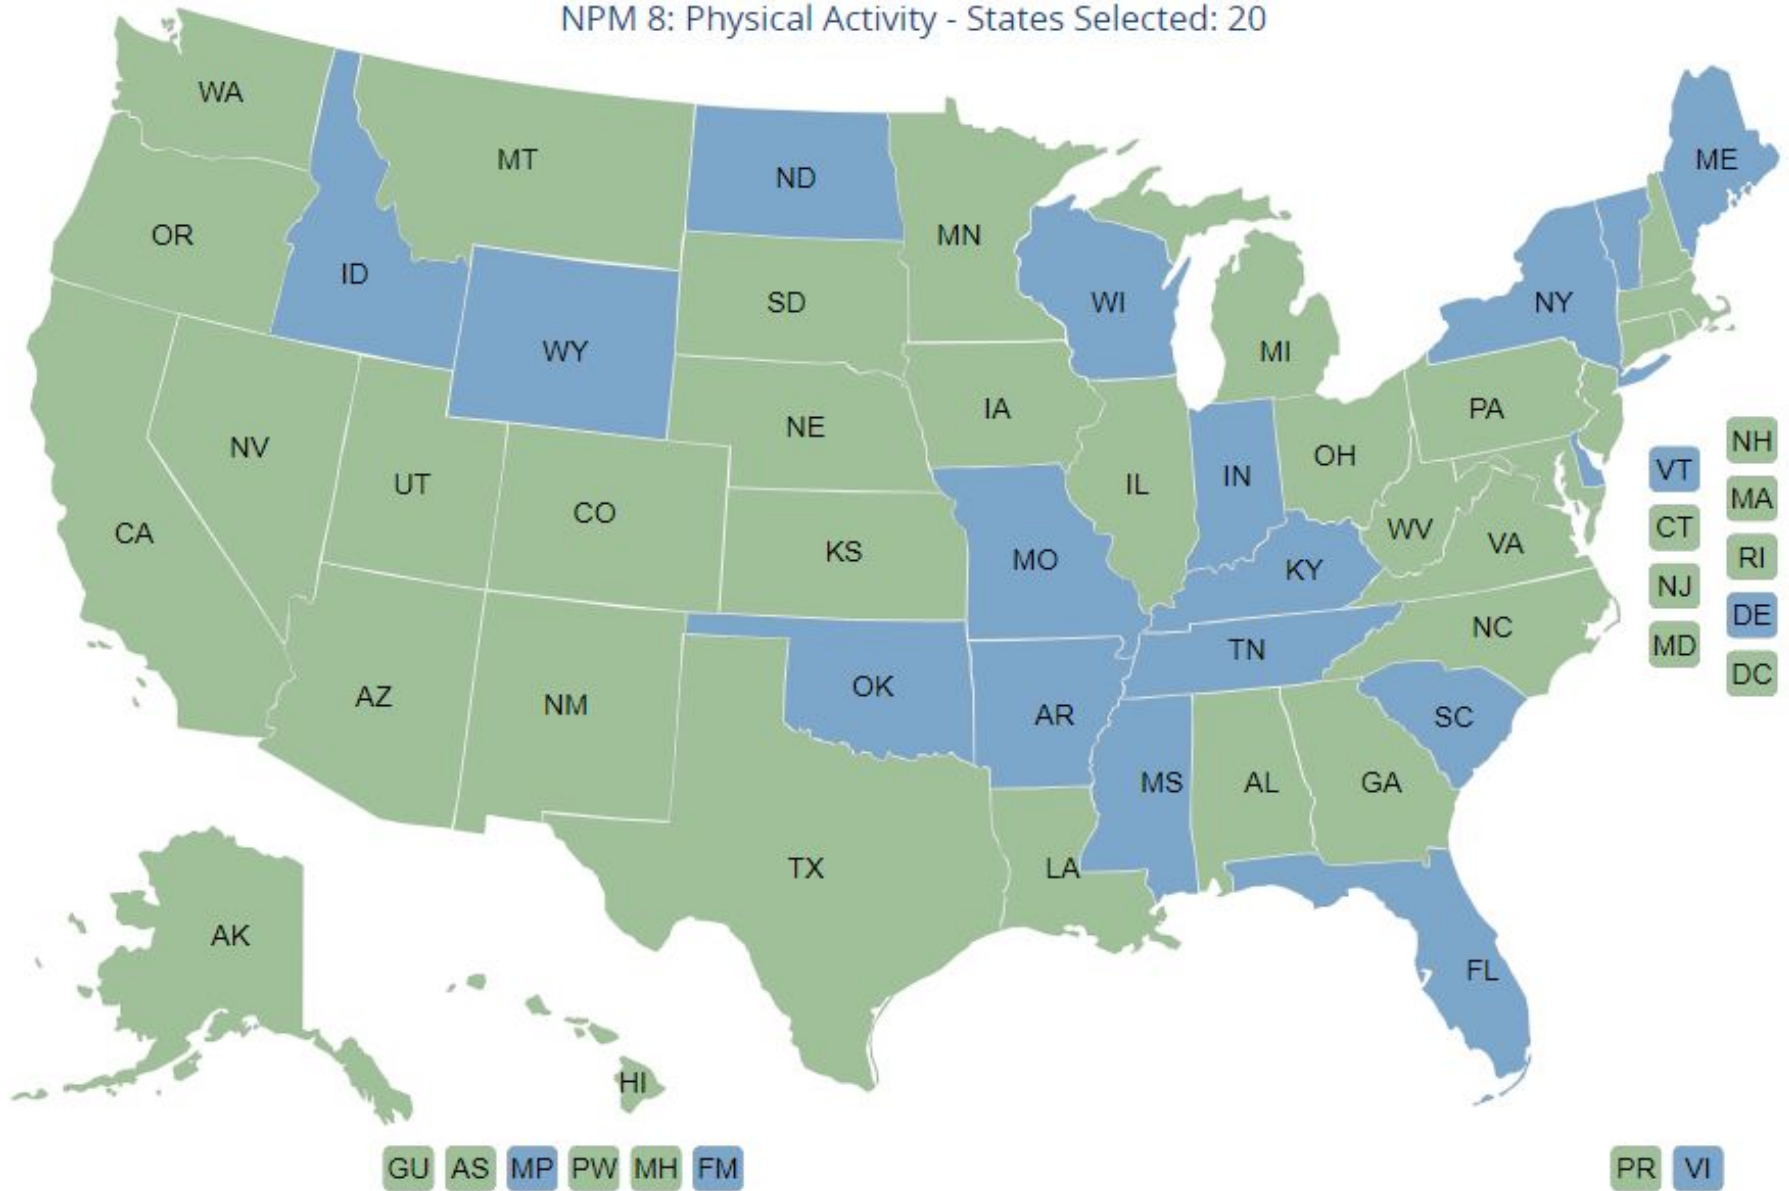 NPM 8: Physical Activity - States Selected: 20
WA
MT
ND
ME
OR
ID
MN
SD
WI
NY
WY
MI
IA
PA
NE
NV
UT
OH
IN
IL
CO
CA
KS
MO
KY
WV
VA
NC
TN
AZ
NM
OK
AR
SC
MS
AL
GA
TX
LA
AK
FL
HI
VT
NH
MA
CT
RI
NJ
DE
MD
DC
GU AS MP PW MH FM
PR VI